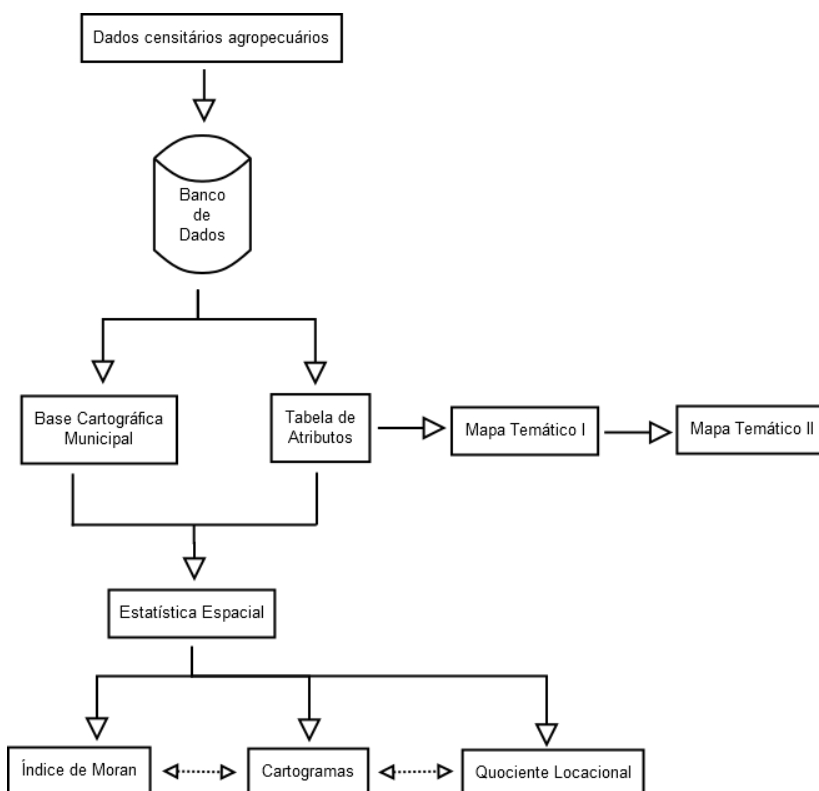 Dados censitários agropecuários
Banco
de
Dados
Base Cartográfica
Municipal
Tabela de
Atributos
Mapa Temático I
Mapa Temático II
Estatística Espacial
Índice de Moran
Cartogramas
Quociente Locacional